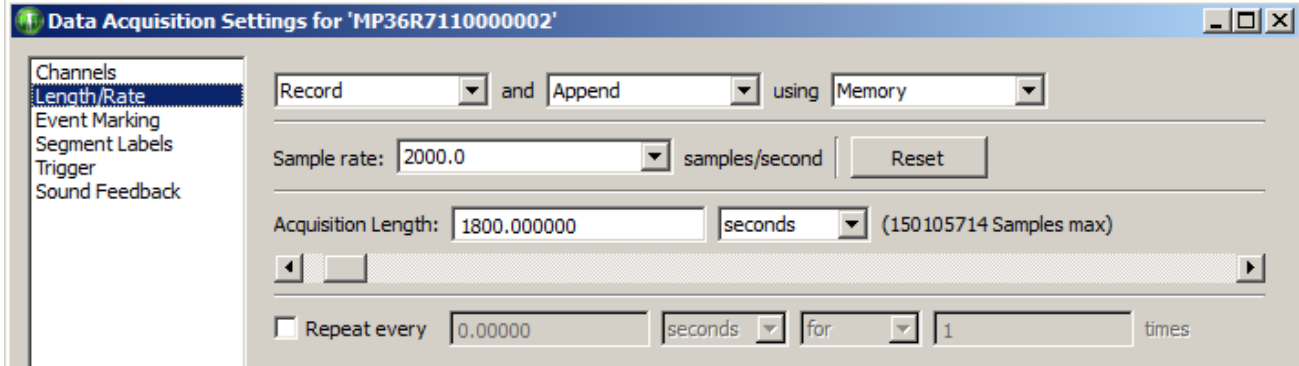 Data Acquisition Settings for 'MP36R7110000002'
Channels
Length/Rate
Event Marking
Segment Labels
Trigger
Sound Feedback
Record and Append using Memory
Sample rate: 2000.0 samples/second Reset
Acquisition Length: 1800.000000 seconds (150105714 Samples max)
Repeat every 0.00000 seconds for 1 times